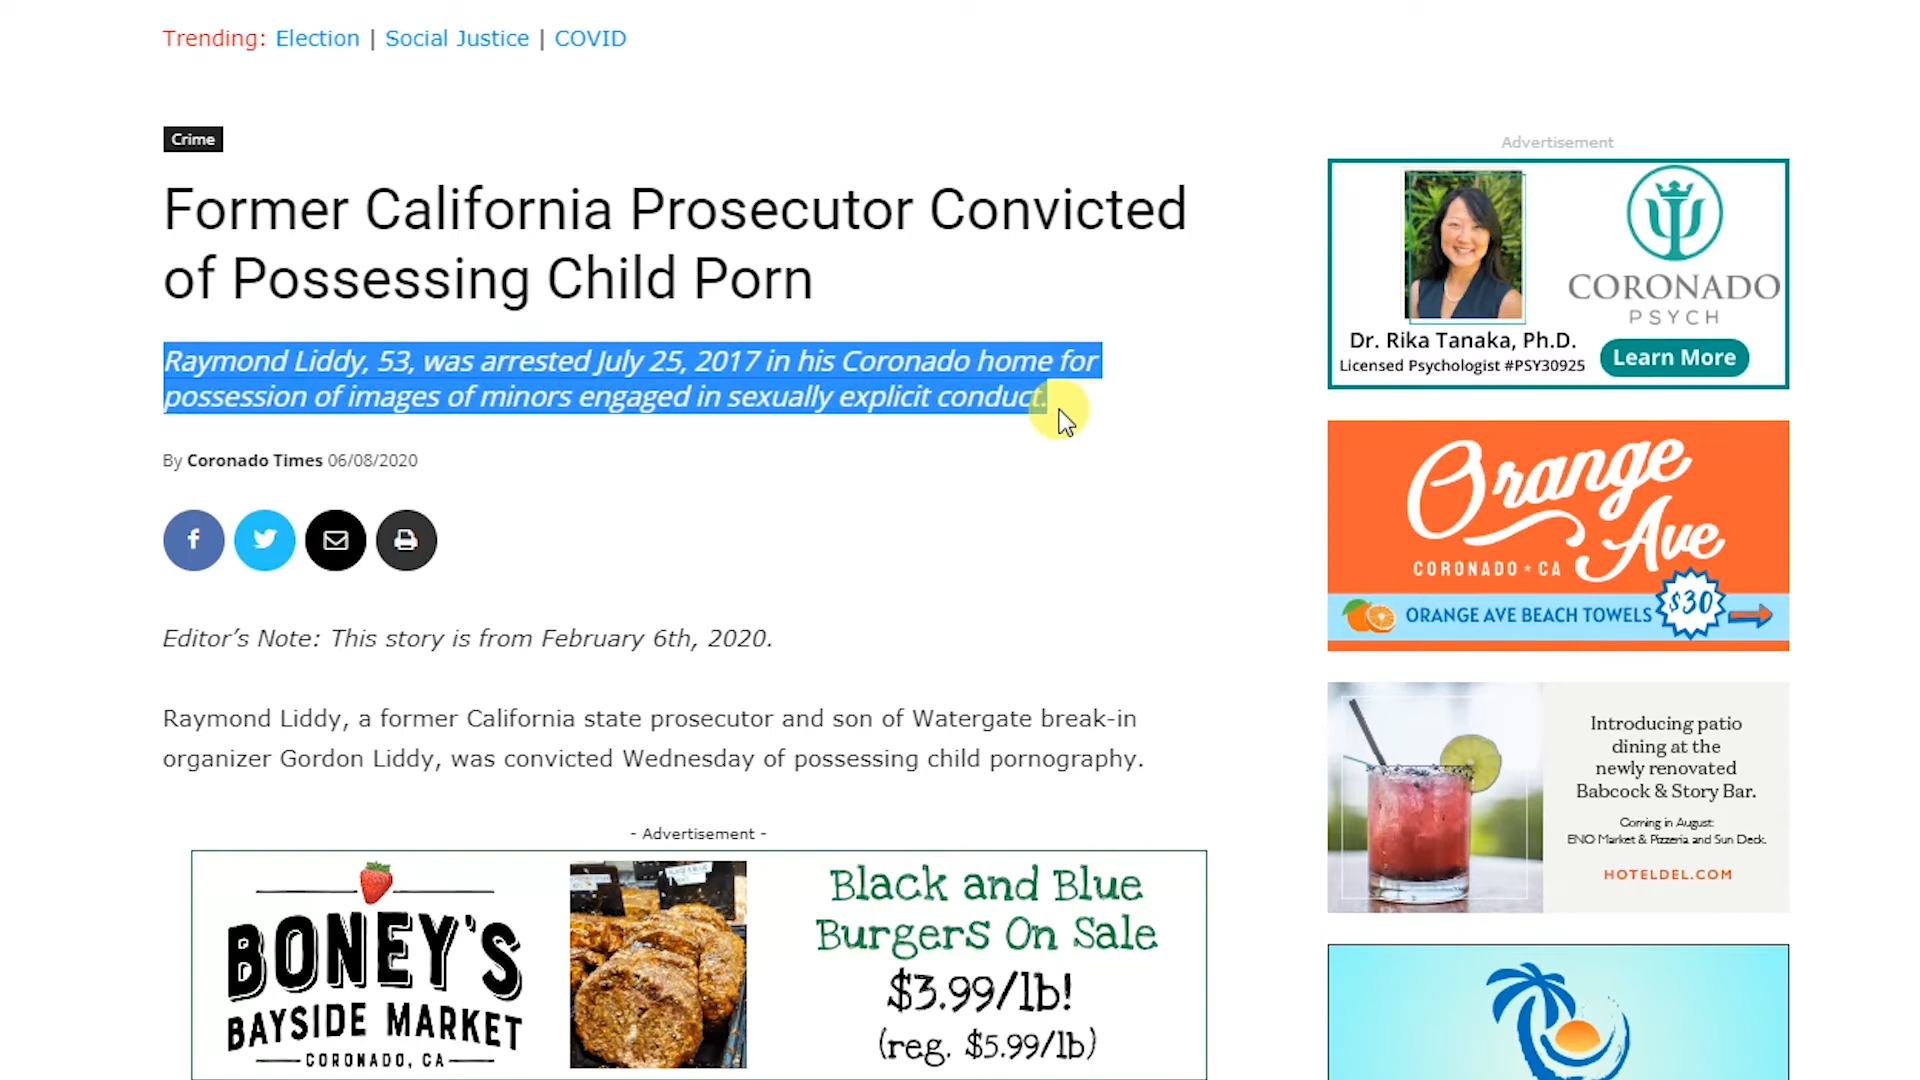 Trending: Election | Social Justice | COVID
Crime
Former California Prosecutor Convicted
of Possessing Child Porn
Raymond Liddy, 53, was arrested July 25, 2017 in his Coronado home for
possession of images of minors engaged in sexually explicit conduct.
By Coronado Times 06/08/2020
Editor's Note: This story is from February 6th, 2020.
Raymond Liddy, a former California state prosecutor and son of Watergate break-in
organizer Gordon Liddy, was convicted Wednesday of possessing child pornography.
- Advertisement -
BONEY'S
BAYSIDE MARKET
CORONADO, CA
Black and Blue
Burgers On Sale
$3.99/lb!
(reg. $5.99/lb)
Advertisement
CORONADO
PSYCH
Dr. Rika Tanaka, Ph.D.
Licensed Psychologist #PSY30925
Learn More
Orange
Ave
CORONADO * CA
ORANGE AVE BEACH TOWELS
$30
Introducing patio
dining at the
newly renovated
Babcock & Story Bar.
Coming in August:
ENO Market & Pizzeria and Sun Deck.
HOTELDEL.COM